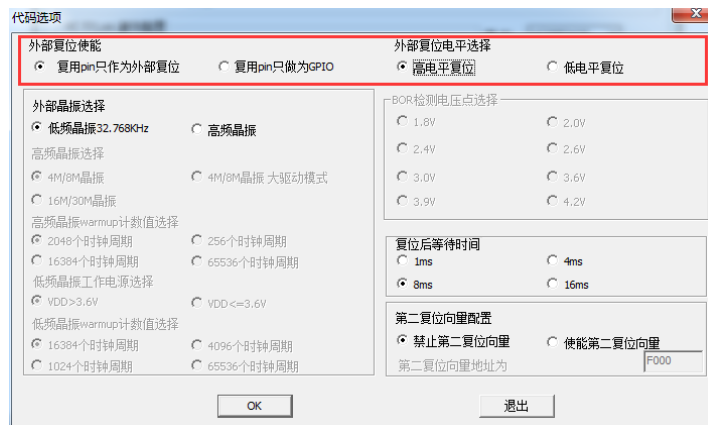 代码选项
外部复位使能
复用pin只作为外部复位
复用pin只做为GPIO
外部复位电平选择
高电平复位
低电平复位
外部晶振选择
低频晶振32.768KHz
高频晶振
高频晶振选择
4M/8M晶振
4M/8M晶振 大驱动模式
16M/30M晶振
高频晶振warmup计数值选择
2048个时钟周期
256个时钟周期
16384个时钟周期
65536个时钟周期
低频晶振工作电源选择
VDD>3.6V
VDD<=3.6V
低频晶振warmup计数值选择
16384个时钟周期
4096个时钟周期
1024个时钟周期
65536个时钟周期
BOR检测电压点选择
1.8V
2.0V
2.4V
2.6V
3.0V
3.6V
3.9V
4.2V
复位后等待时间
1ms
4ms
8ms
16ms
第二复位向量配置
禁止第二复位向量
使能第二复位向量
第二复位向量地址为
F000
OK
退出